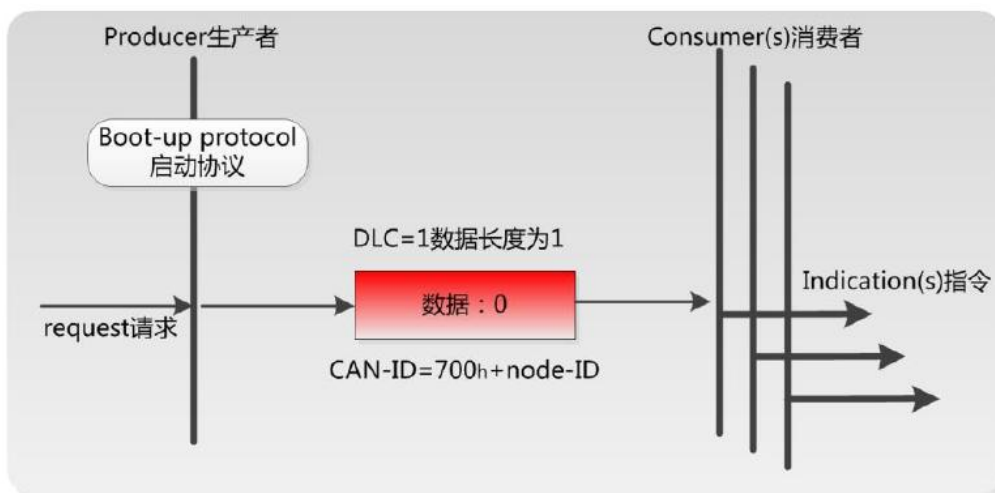 Producer生产者
Consumer(s)消费者
Boot-up protocol
启动协议
DLC=1数据长度为1
数据：0
CAN-ID=700h+node-ID
request请求
Indication(s)指令